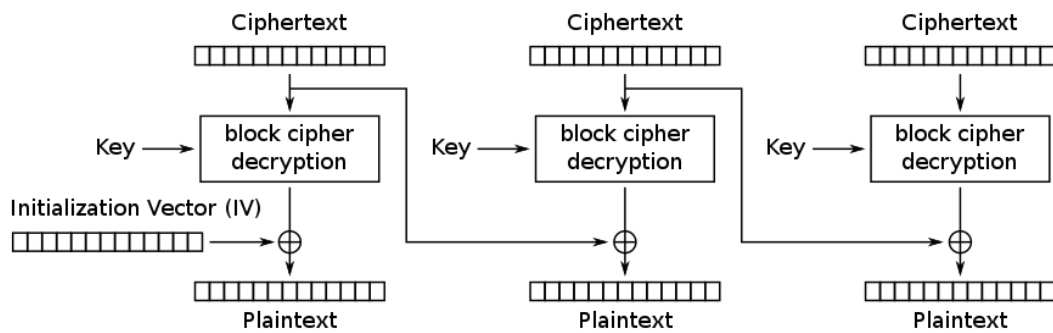 Ciphertext
Ciphertext
Ciphertext
Key
block cipher
decryption
Key
block cipher
decryption
Key
block cipher
decryption
Initialization Vector (IV)
Plaintext
Plaintext
Plaintext